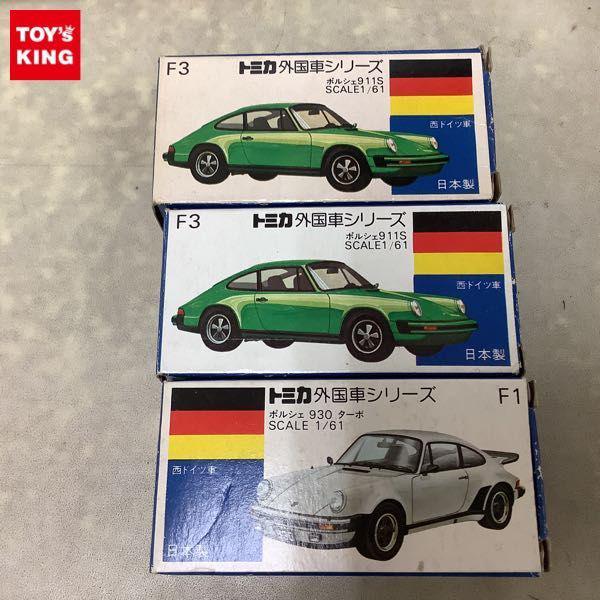 TOY'S
KING
F3
トミカ外国車シリーズ
ポルシェ911S
SCALE1/61
西ドイツ車
日本製
F3
トミカ外国車シリーズ
ポルシェ911S
SCALE1/61
西ドイツ車
日本製
トミカ外国車シリーズ
F1
ポルシェ 930 ターボ
SCALE 1/61
西ドイツ車
日本製